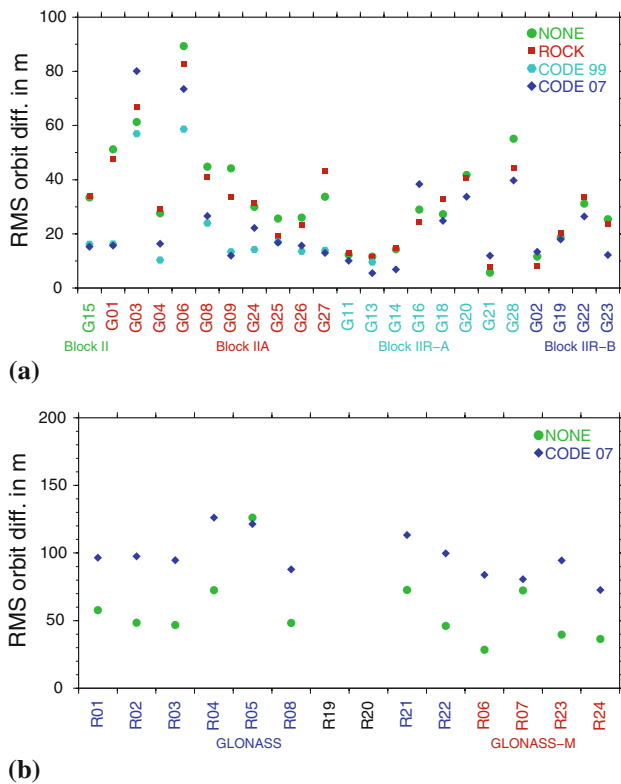 100
80
60
40
20
0
RMS orbit diff. in m
NONE
ROCK
CODE 99
CODE 07
G15 G01 G03 G04 G06 G08 G09 G24 G25 G26 G27 G11 G13 G14 G16 G18 G20 G21 G28 G02 G19 G22 G23
Block II Block IIA Block IIR-A Block IIR-B
(a)
200
150
100
50
0
RMS orbit diff. in m
NONE
CODE 07
R01 R02 R03 R04 R05 R08 R19 R20 R21 R22 R06 R07 R23 R24
GLONASS GLONASS-M
(b)